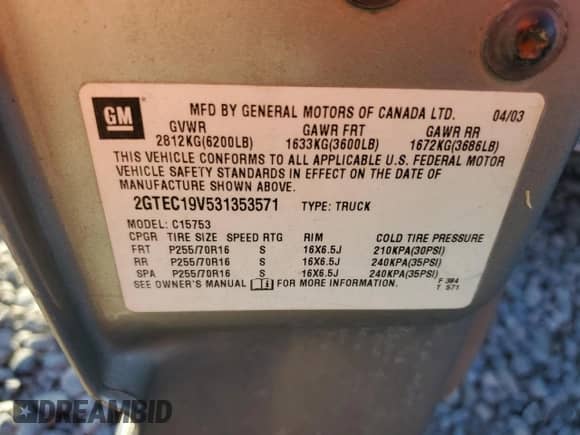 GM
MFD BY GENERAL MOTORS OF CANADA LTD. 04/03
GVWR GAWR FRT GAWR RR
2812KG(6200LB) 1633KG(3600LB) 1672KG(3686LB)
THIS VEHICLE CONFORMS TO ALL APPLICABLE U.S. FEDERAL MOTOR
VEHICLE SAFETY STANDARDS IN EFFECT ON THE DATE OF
MANUFACTURE SHOWN ABOVE.
2GTEC19V531353571 TYPE: TRUCK
MODEL: C15753
CPGR TIRE SIZE SPEED RTG RIM COLD TIRE PRESSURE
FRT P255/70R16 S 16X6.5J 210KPA(30PSI)
RR P255/70R16 S 16X6.5J 240KPA(35PSI)
SPA P255/70R16 S 16X6.5J 240KPA(35PSI)
SEE OWNER'S MANUAL FOR MORE INFORMATION.
F 384
T 571
DREAMBID